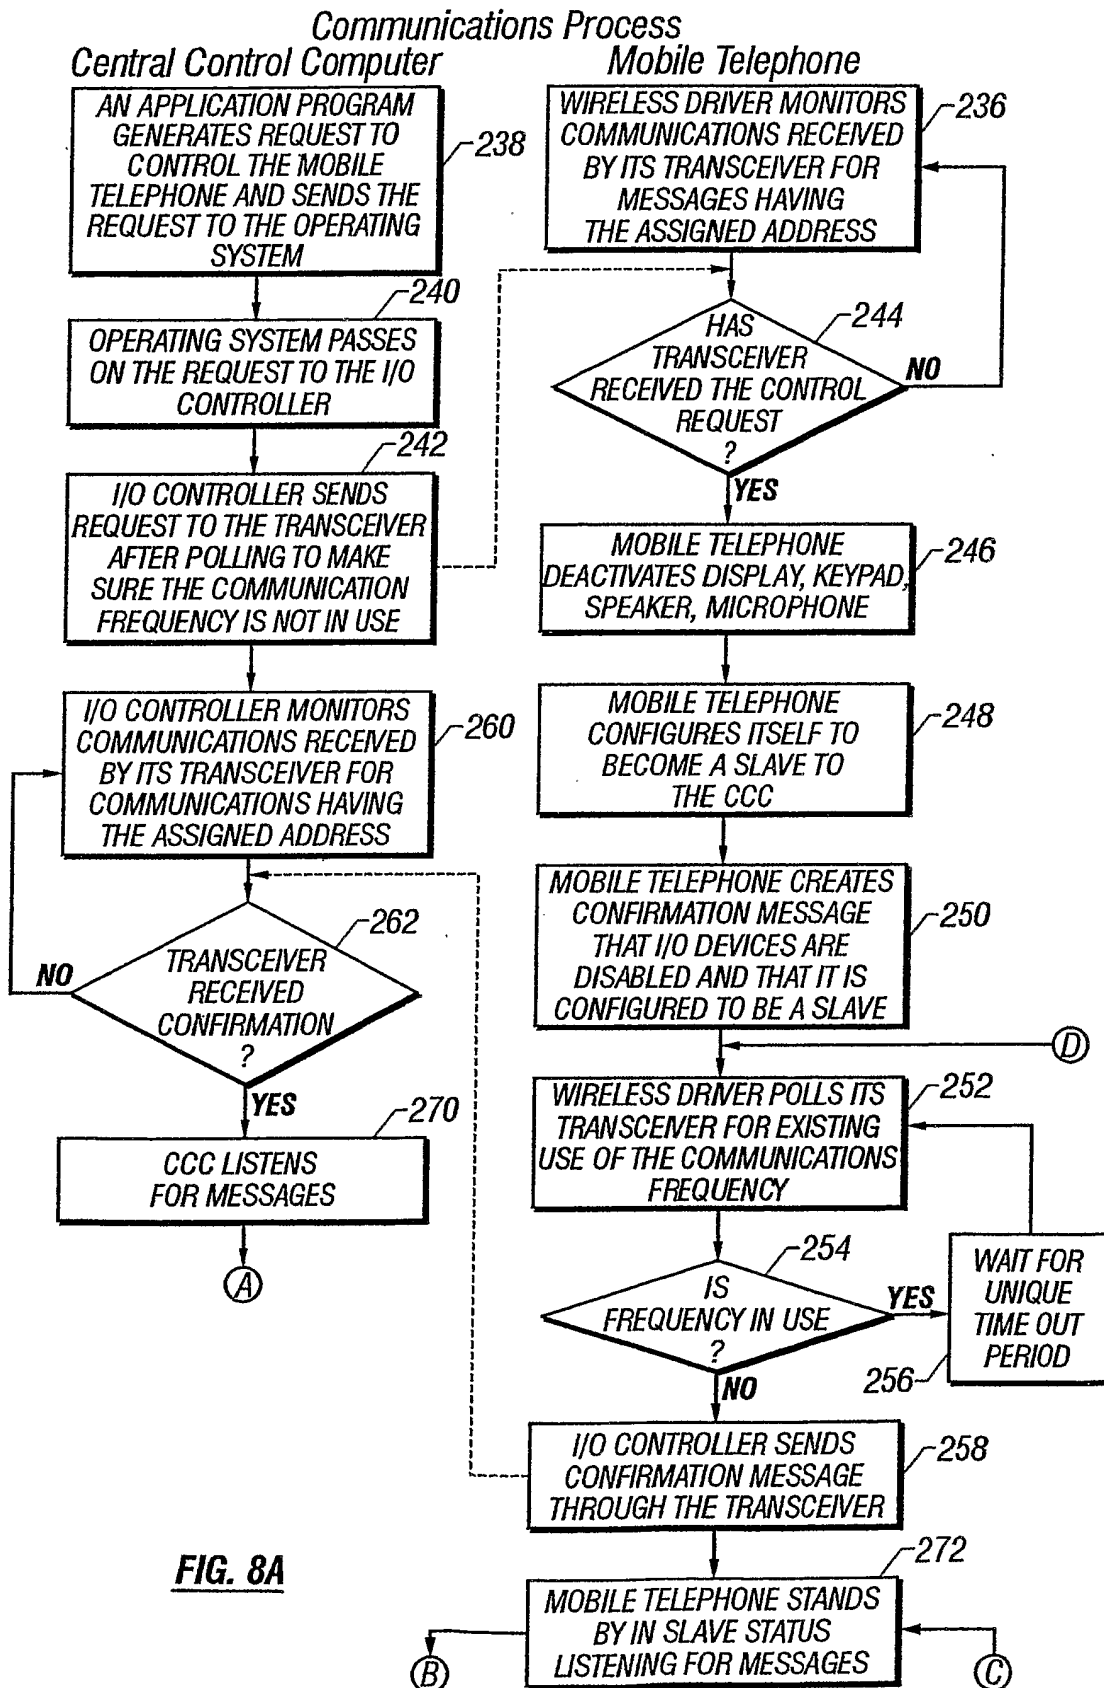 Communications Process
Central Control Computer
AN APPLICATION PROGRAM
GENERATES REQUEST TO
CONTROL THE MOBILE
TELEPHONE AND SENDS THE
REQUEST TO THE OPERATING
SYSTEM
238
240
OPERATING SYSTEM PASSES
ON THE REQUEST TO THE I/O
CONTROLLER
242
I/O CONTROLLER SENDS
REQUEST TO THE TRANSCEIVER
AFTER POLLING TO MAKE
SURE THE COMMUNICATION
FREQUENCY IS NOT IN USE
I/O CONTROLLER MONITORS
COMMUNICATIONS RECEIVED
BY ITS TRANSCEIVER FOR
COMMUNICATIONS HAVING
THE ASSIGNED ADDRESS
260
262
TRANSCEIVER
RECEIVED
CONFIRMATION
?
NO
YES
270
CCC LISTENS
FOR MESSAGES
A
Mobile Telephone
WIRELESS DRIVER MONITORS
COMMUNICATIONS RECEIVED
BY ITS TRANSCEIVER FOR
MESSAGES HAVING
THE ASSIGNED ADDRESS
236
HAS
TRANSCEIVER
RECEIVED THE CONTROL
REQUEST
?
244
NO
YES
MOBILE TELEPHONE
DEACTIVATES DISPLAY, KEYPAD,
SPEAKER, MICROPHONE
246
MOBILE TELEPHONE
CONFIGURES ITSELF TO
BECOME A SLAVE TO
THE CCC
248
MOBILE TELEPHONE CREATES
CONFIRMATION MESSAGE
THAT I/O DEVICES ARE
DISABLED AND THAT IT IS
CONFIGURED TO BE A SLAVE
250
D
WIRELESS DRIVER POLLS ITS
TRANSCEIVER FOR EXISTING
USE OF THE COMMUNICATIONS
FREQUENCY
252
254
IS
FREQUENCY IN USE
?
YES
NO
WAIT FOR
UNIQUE
TIME OUT
PERIOD
256
I/O CONTROLLER SENDS
CONFIRMATION MESSAGE
THROUGH THE TRANSCEIVER
258
272
MOBILE TELEPHONE STANDS
BY IN SLAVE STATUS
LISTENING FOR MESSAGES
B
C
FIG. 8A